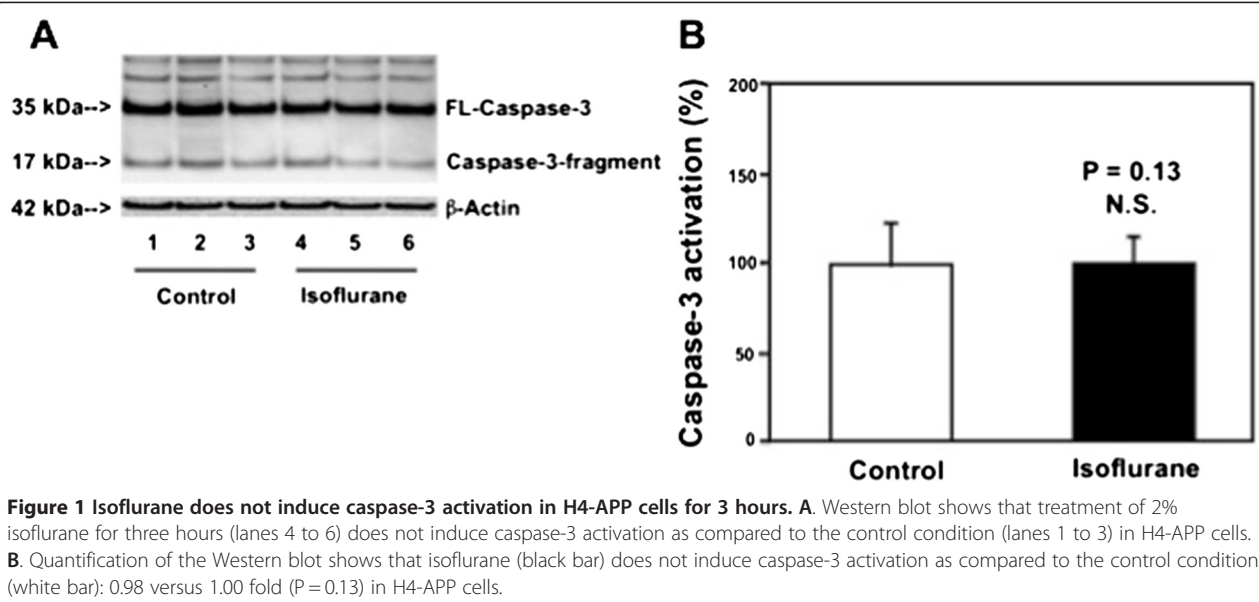 A
35 kDa-->
FL-Caspase-3
17 kDa-->
Caspase-3-fragment
42 kDa-->
β-Actin
1 2 3 4 5 6
Control Isoflurane
B
Caspase-3 activation (%)
200
150
100
50
0
P = 0.13
N.S.
Control Isoflurane
Figure 1 Isoflurane does not induce caspase-3 activation in H4-APP cells for 3 hours. A. Western blot shows that treatment of 2%
isoflurane for three hours (lanes 4 to 6) does not induce caspase-3 activation as compared to the control condition (lanes 1 to 3) in H4-APP cells.
B. Quantification of the Western blot shows that isoflurane (black bar) does not induce caspase-3 activation as compared to the control condition
(white bar): 0.98 versus 1.00 fold (P = 0.13) in H4-APP cells.